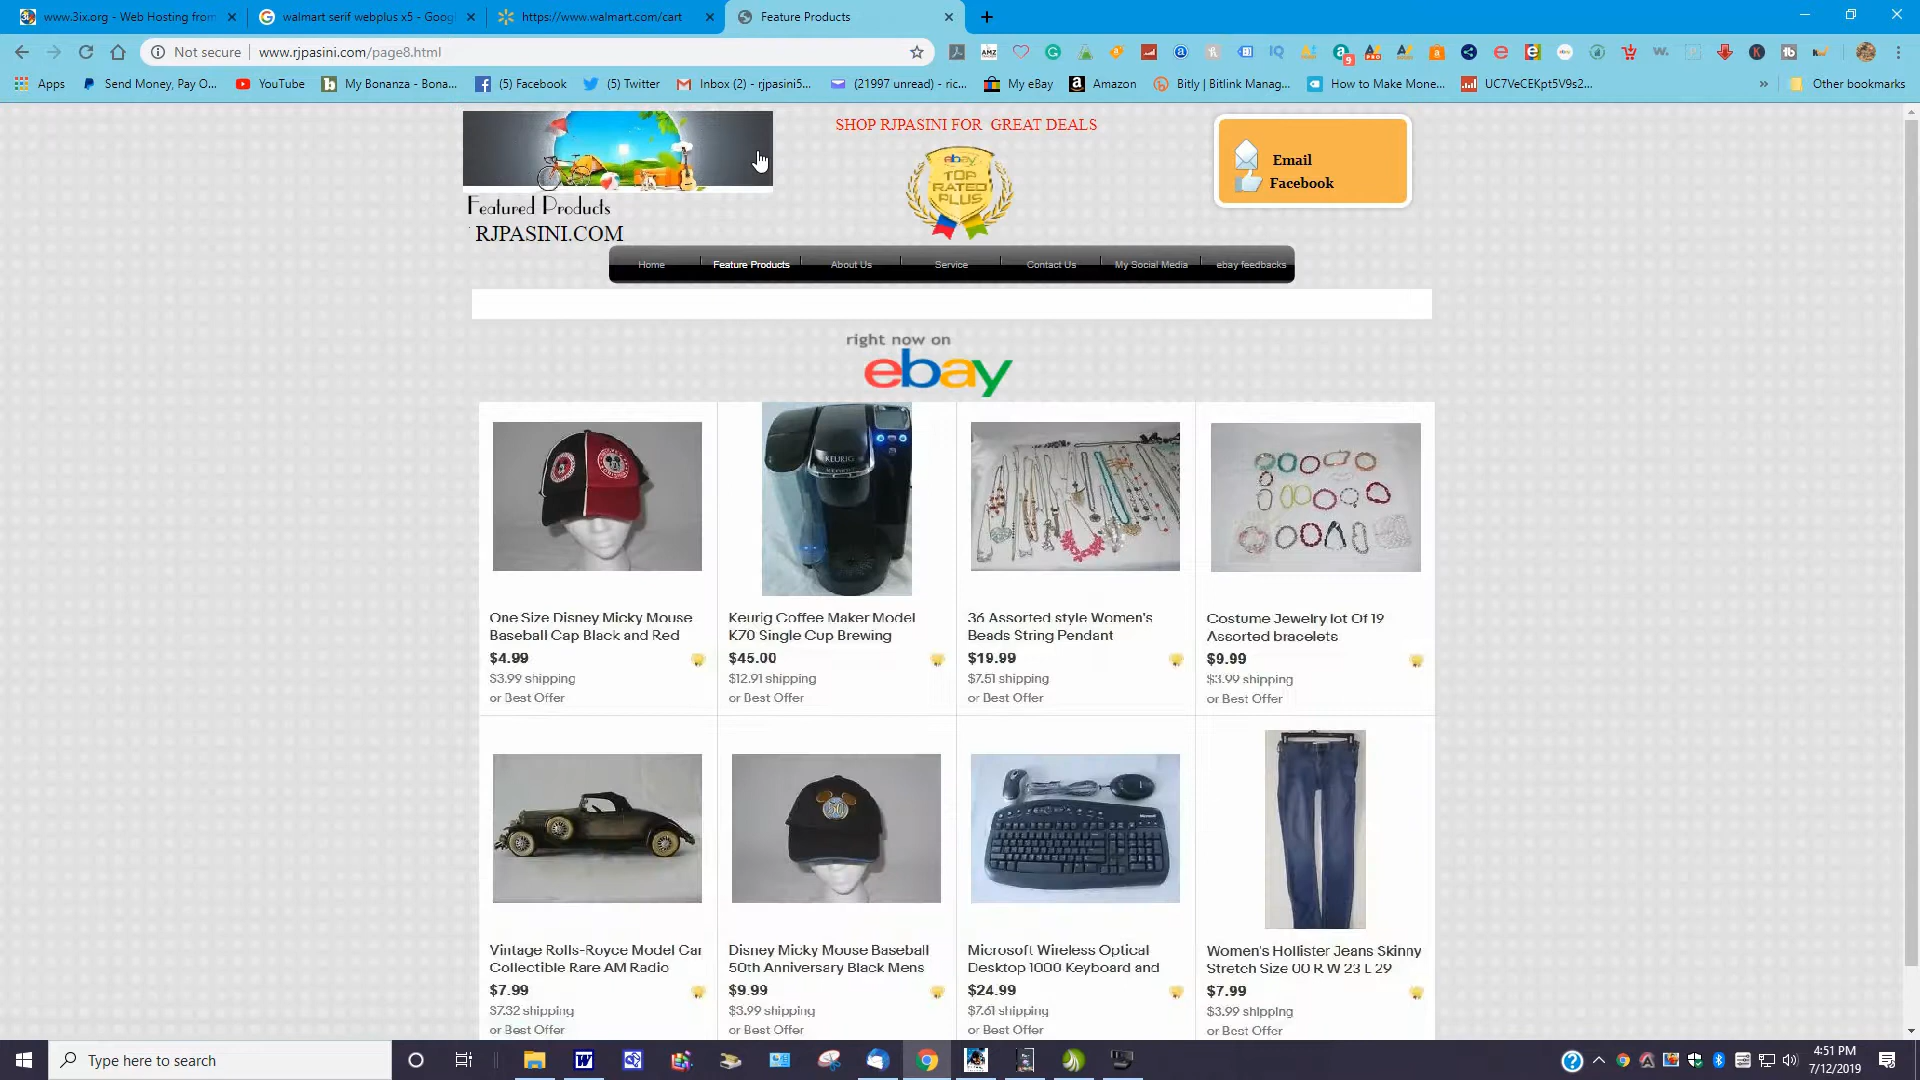 www.3ix.org - Web Hosting from
walmart serif webplus x5 - Goog
https://www.walmart.com/cart
Feature Products
Not secure
www.rjpasini.com/page8.html
Apps
Send Money, Pay O...
YouTube
My Bonanza - Bona...
(5) Facebook
(5) Twitter
Inbox (2) - rjpasini5...
(21997 unread) - ric...
My eBay
Amazon
Bitly | Bitlink Manag...
How to Make Mone...
UC7VeCEKpt5V9s2...
»
Other bookmarks
SHOP RJPASINI FOR GREAT DEALS
ebay
TOP
RATED
PLUS
Email
Facebook
Featured Products
RJPASINI.COM
Home
Feature Products
About Us
Service
Contact Us
My Social Media
ebay feedbacks
right now on
ebay
KEURIG
One Size Disney Micky Mouse
Baseball Cap Black and Red
$4.99
$3.99 shipping
or Best Offer
Keurig Coffee Maker Model
K70 Single Cup Brewing
$45.00
$12.91 shipping
or Best Offer
36 Assorted style Women's
Beads String Pendant
$19.99
$7.51 shipping
or Best Offer
Costume Jewelry lot Of 19
Assorted bracelets
$9.99
$3.99 shipping
or Best Offer
Vintage Rolls-Royce Model Car
Collectible Rare AM Radio
$7.99
$7.32 shipping
or Best Offer
Disney Micky Mouse Baseball
50th Anniversary Black Mens
$9.99
$3.99 shipping
or Best Offer
Microsoft Wireless Optical
Desktop 1000 Keyboard and
$24.99
$7.61 shipping
or Best Offer
Women's Hollister Jeans Skinny
Stretch Size 00 R W 23 L 29
$7.99
$3.99 shipping
or Best Offer
Type here to search
4:51 PM
7/12/2019